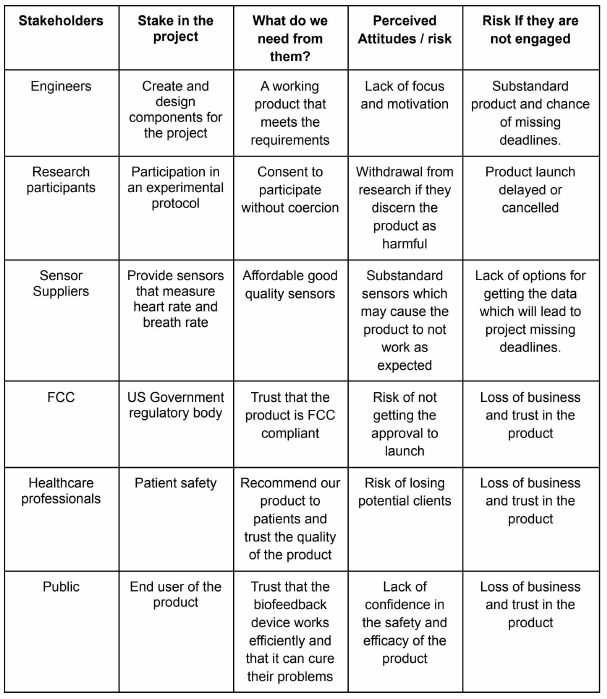 Stakeholders
Stake in the
project
What do we
need from
them?
Perceived
Attitudes / risk
Risk If they are
not engaged
Engineers
Create and
design
components for
the project
A working
product that
meets the
requirements
Lack of focus
and motivation
Substandard
product and chance
of missing
deadlines.
Research
participants
Participation in
an experimental
protocol
Consent to
participate
without coercion
Withdrawal from
research if they
discern the
product as
harmful
Product launch
delayed or
cancelled
Sensor
Suppliers
Provide sensors
that measure
heart rate and
breath rate
Affordable good
quality sensors
Substandard
sensors which
may cause the
product to not
work as
expected
Lack of options for
getting the data
which will lead to
project missing
deadlines.
FCC
US Government
regulatory body
Trust that the
product is FCC
compliant
Risk of not
getting the
approval to
launch
Loss of business
and trust in the
product
Healthcare
professionals
Patient safety
Recommend our
product to
patients and
trust the quality
of the product
Risk of losing
potential clients
Loss of business
and trust in the
product
Public
End user of the
product
Trust that the
biofeedback
device works
efficiently and
that it can cure
their problems
Lack of
confidence in
the safety and
efficacy of the
product
Loss of business
and trust in the
product